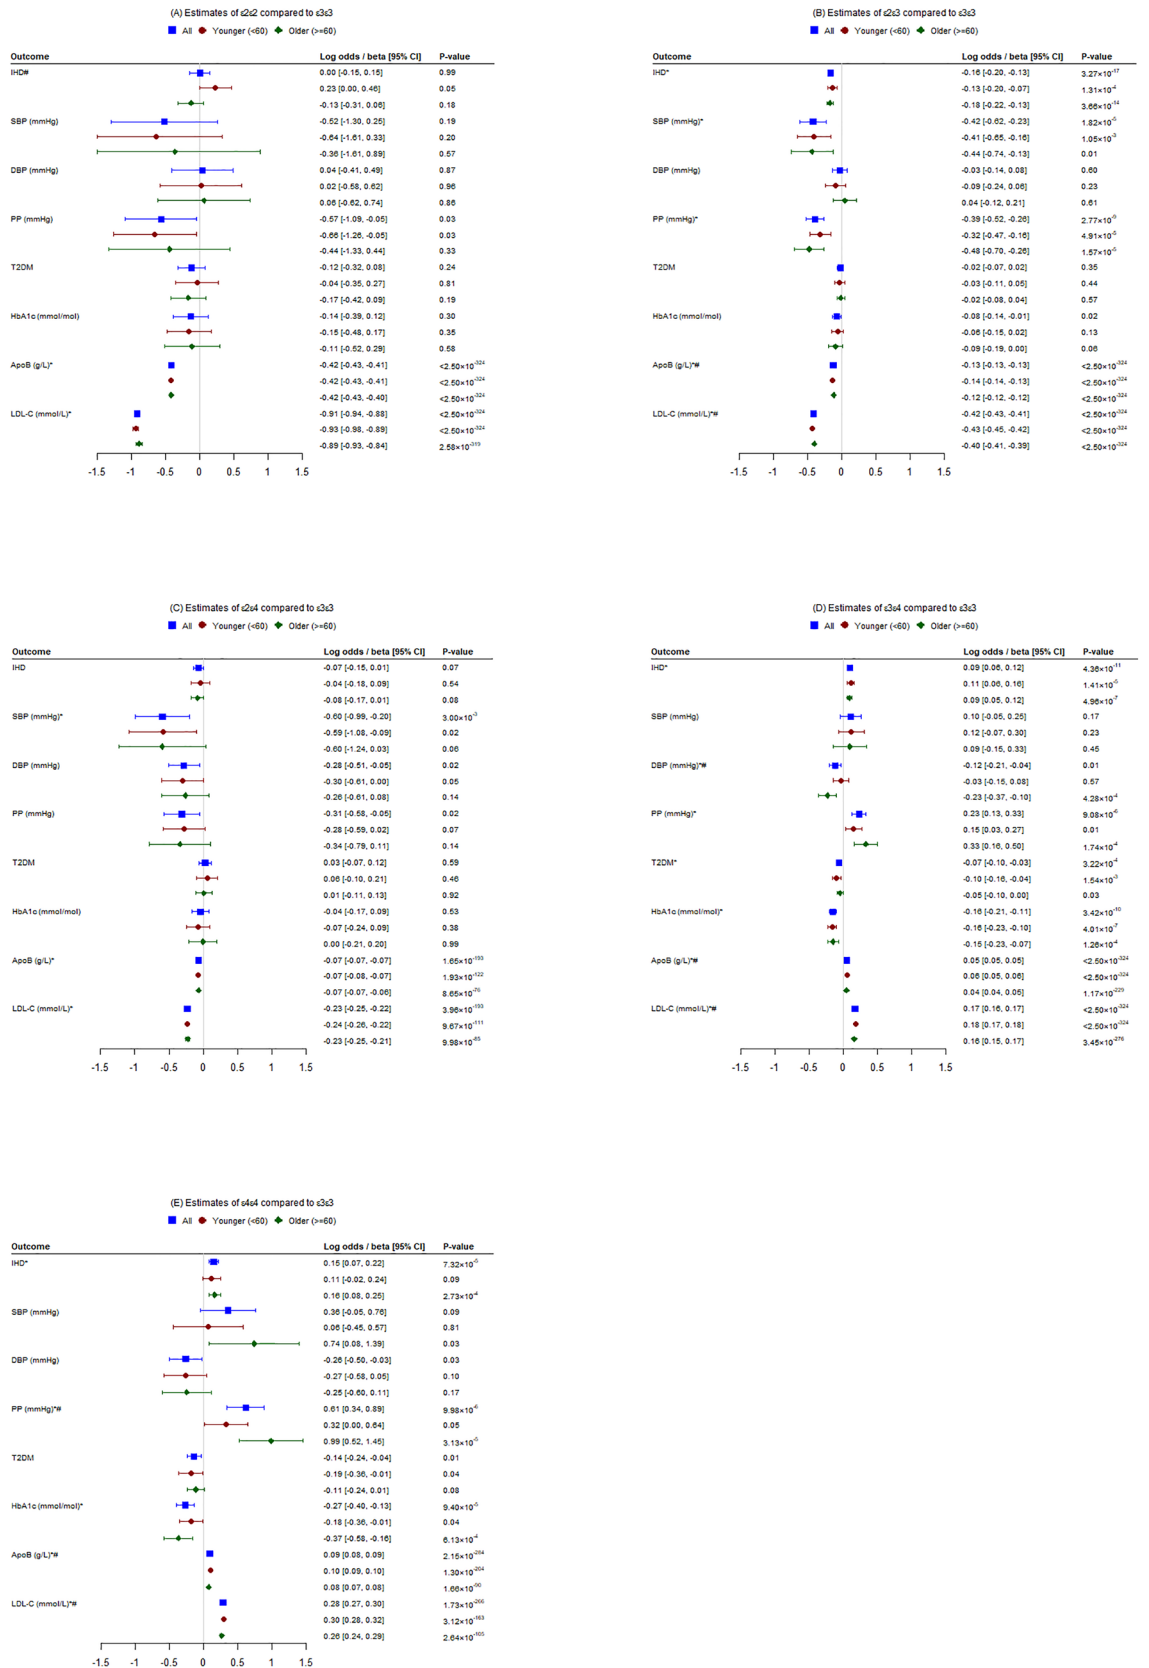 (A) Estimates of ε2ε2 compared to ε3ε3
All Younger (<60) Older (>=60)
Outcome Log odds / beta [95% CI] P-value
IHD# 0.00 [-0.15, 0.15] 0.99
0.23 [0.00, 0.46] 0.05
-0.13 [-0.31, 0.06] 0.18
SBP (mmHg) -0.52 [-1.30, 0.25] 0.19
-0.64 [-1.61, 0.33] 0.20
-0.36 [-1.61, 0.89] 0.57
DBP (mmHg) 0.04 [-0.41, 0.49] 0.87
0.02 [-0.58, 0.62] 0.96
0.06 [-0.62, 0.74] 0.86
PP (mmHg) -0.57 [-1.09, -0.05] 0.03
-0.66 [-1.26, -0.05] 0.03
-0.44 [-1.33, 0.44] 0.33
T2DM -0.12 [-0.32, 0.08] 0.24
-0.04 [-0.35, 0.27] 0.81
-0.17 [-0.42, 0.09] 0.19
HbA1c (mmol/mol) -0.14 [-0.39, 0.12] 0.30
-0.15 [-0.48, 0.17] 0.35
-0.11 [-0.52, 0.29] 0.58
ApoB (g/L)* -0.42 [-0.43, -0.41] <2.50×10^-324
-0.42 [-0.43, -0.41] <2.50×10^-324
-0.42 [-0.43, -0.40] <2.50×10^-324
LDL-C (mmol/L)* -0.91 [-0.94, -0.88] <2.50×10^-324
-0.93 [-0.98, -0.89] <2.50×10^-324
-0.89 [-0.93, -0.84] 2.58×10^-319
-1.5 -1 -0.5 0 0.5 1 1.5
(B) Estimates of ε2ε3 compared to ε3ε3
All Younger (<60) Older (>=60)
Outcome Log odds / beta [95% CI] P-value
IHD* -0.16 [-0.20, -0.13] 3.27×10^-17
-0.13 [-0.20, -0.07] 1.31×10^-4
-0.18 [-0.22, -0.13] 3.66×10^-14
SBP (mmHg)* -0.42 [-0.62, -0.23] 1.82×10^-5
-0.41 [-0.65, -0.16] 1.05×10^-3
-0.44 [-0.74, -0.13] 0.01
DBP (mmHg) -0.03 [-0.14, 0.08] 0.60
-0.09 [-0.24, 0.06] 0.23
0.04 [-0.12, 0.21] 0.61
PP (mmHg)* -0.39 [-0.52, -0.26] 2.77×10^-9
-0.32 [-0.47, -0.16] 4.91×10^-5
-0.48 [-0.70, -0.26] 1.57×10^-5
T2DM -0.02 [-0.07, 0.02] 0.35
-0.03 [-0.11, 0.05] 0.44
-0.02 [-0.08, 0.04] 0.57
HbA1c (mmol/mol) -0.08 [-0.14, -0.01] 0.02
-0.06 [-0.15, 0.02] 0.13
-0.09 [-0.19, 0.00] 0.06
ApoB (g/L)*# -0.13 [-0.13, -0.13] <2.50×10^-324
-0.14 [-0.14, -0.13] <2.50×10^-324
-0.12 [-0.12, -0.12] <2.50×10^-324
LDL-C (mmol/L)*# -0.42 [-0.43, -0.41] <2.50×10^-324
-0.43 [-0.45, -0.42] <2.50×10^-324
-0.40 [-0.41, -0.39] <2.50×10^-324
-1.5 -1 -0.5 0 0.5 1 1.5
(C) Estimates of ε2ε4 compared to ε3ε3
All Younger (<60) Older (>=60)
Outcome Log odds / beta [95% CI] P-value
IHD -0.07 [-0.15, 0.01] 0.07
-0.04 [-0.18, 0.09] 0.54
-0.08 [-0.17, 0.01] 0.08
SBP (mmHg)* -0.60 [-0.99, -0.20] 3.00×10^-3
-0.59 [-1.08, -0.09] 0.02
-0.60 [-1.24, 0.03] 0.06
DBP (mmHg) -0.28 [-0.51, -0.05] 0.02
-0.30 [-0.61, 0.00] 0.05
-0.26 [-0.61, 0.08] 0.14
PP (mmHg) -0.31 [-0.58, -0.05] 0.02
-0.28 [-0.59, 0.02] 0.07
-0.34 [-0.79, 0.11] 0.14
T2DM 0.03 [-0.07, 0.12] 0.59
0.06 [-0.10, 0.21] 0.46
0.01 [-0.11, 0.13] 0.92
HbA1c (mmol/mol) -0.04 [-0.17, 0.09] 0.53
-0.07 [-0.24, 0.09] 0.38
0.00 [-0.21, 0.20] 0.99
ApoB (g/L)* -0.07 [-0.07, -0.07] 1.65×10^-193
-0.07 [-0.08, -0.07] 1.93×10^-122
-0.07 [-0.07, -0.06] 8.65×10^-76
LDL-C (mmol/L)* -0.23 [-0.25, -0.22] 3.96×10^-193
-0.24 [-0.26, -0.22] 9.67×10^-111
-0.23 [-0.25, -0.21] 9.98×10^-85
-1.5 -1 -0.5 0 0.5 1 1.5
(D) Estimates of ε3ε4 compared to ε3ε3
All Younger (<60) Older (>=60)
Outcome Log odds / beta [95% CI] P-value
IHD* 0.09 [0.06, 0.12] 4.36×10^-11
0.11 [0.06, 0.16] 1.41×10^-5
0.09 [0.05, 0.12] 4.96×10^-7
SBP (mmHg) 0.10 [-0.05, 0.25] 0.17
0.12 [-0.07, 0.30] 0.23
0.09 [-0.15, 0.33] 0.45
DBP (mmHg)*# -0.12 [-0.21, -0.04] 0.01
-0.03 [-0.15, 0.08] 0.57
-0.23 [-0.37, -0.10] 4.28×10^-4
PP (mmHg)* 0.23 [0.13, 0.33] 9.08×10^-6
0.15 [0.03, 0.27] 0.01
0.33 [0.16, 0.50] 1.74×10^-4
T2DM* -0.07 [-0.10, -0.03] 3.22×10^-4
-0.10 [-0.16, -0.04] 1.54×10^-3
-0.05 [-0.10, 0.00] 0.03
HbA1c (mmol/mol)* -0.16 [-0.21, -0.11] 3.42×10^-10
-0.16 [-0.23, -0.10] 4.01×10^-7
-0.15 [-0.23, -0.07] 1.26×10^-4
ApoB (g/L)*# 0.05 [0.05, 0.05] <2.50×10^-324
0.06 [0.05, 0.06] <2.50×10^-324
0.04 [0.04, 0.05] 1.17×10^-229
LDL-C (mmol/L)*# 0.17 [0.16, 0.17] <2.50×10^-324
0.18 [0.17, 0.18] <2.50×10^-324
0.16 [0.15, 0.17] 3.45×10^-276
-1.5 -1 -0.5 0 0.5 1 1.5
(E) Estimates of ε4ε4 compared to ε3ε3
All Younger (<60) Older (>=60)
Outcome Log odds / beta [95% CI] P-value
IHD* 0.15 [0.07, 0.22] 7.32×10^-5
0.11 [-0.02, 0.24] 0.09
0.16 [0.08, 0.25] 2.73×10^-4
SBP (mmHg) 0.36 [-0.05, 0.76] 0.09
0.06 [-0.45, 0.57] 0.81
0.74 [0.08, 1.39] 0.03
DBP (mmHg) -0.26 [-0.50, -0.03] 0.03
-0.27 [-0.58, 0.05] 0.10
-0.25 [-0.60, 0.11] 0.17
PP (mmHg)*# 0.61 [0.34, 0.89] 9.98×10^-6
0.32 [0.00, 0.64] 0.05
0.99 [0.52, 1.45] 3.13×10^-5
T2DM -0.14 [-0.24, -0.04] 0.01
-0.19 [-0.36, -0.01] 0.04
-0.11 [-0.24, 0.01] 0.08
HbA1c (mmol/mol)* -0.27 [-0.40, -0.13] 9.40×10^-5
-0.18 [-0.36, -0.01] 0.04
-0.37 [-0.58, -0.16] 6.13×10^-4
ApoB (g/L)*# 0.09 [0.08, 0.09] 2.15×10^-284
0.10 [0.09, 0.10] 1.30×10^-204
0.08 [0.07, 0.08] 1.66×10^-90
LDL-C (mmol/L)*# 0.28 [0.27, 0.30] 1.73×10^-266
0.30 [0.28, 0.32] 3.12×10^-163
0.26 [0.24, 0.29] 2.64×10^-105
-1.5 -1 -0.5 0 0.5 1 1.5